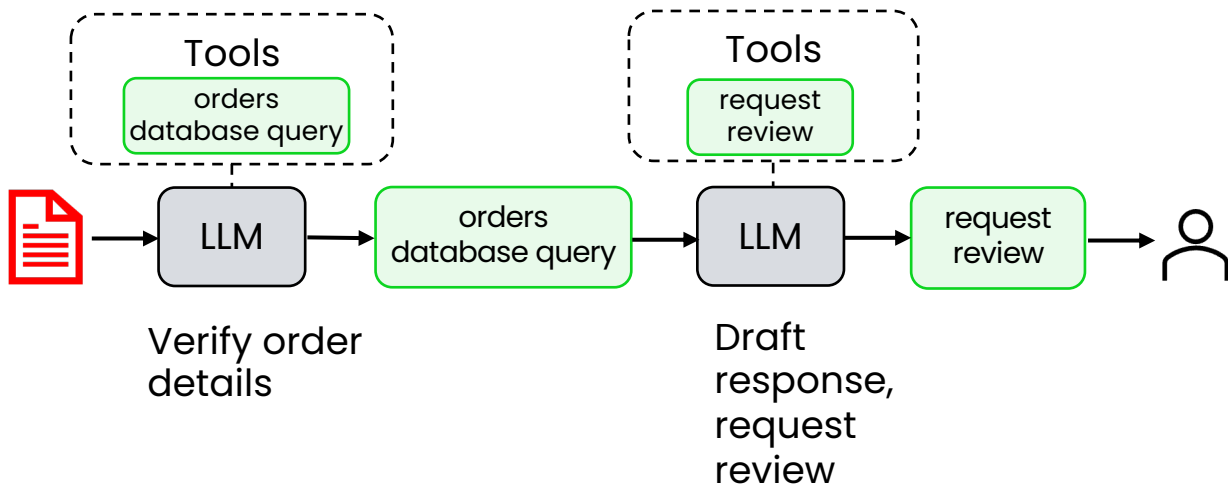 Tools
orders
database query
Tools
request
review
LLM
orders
database query
LLM
request
review
Verify order
details
Draft
response,
request
review